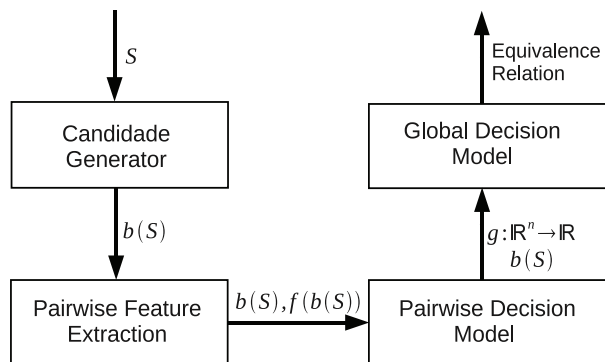 S
Candidade
Generator
b(S)
Pairwise Feature
Extraction
b(S), f(b(S))
Pairwise Decision
Model
g:ℝⁿ→ℝ
b(S)
Global Decision
Model
Equivalence
Relation